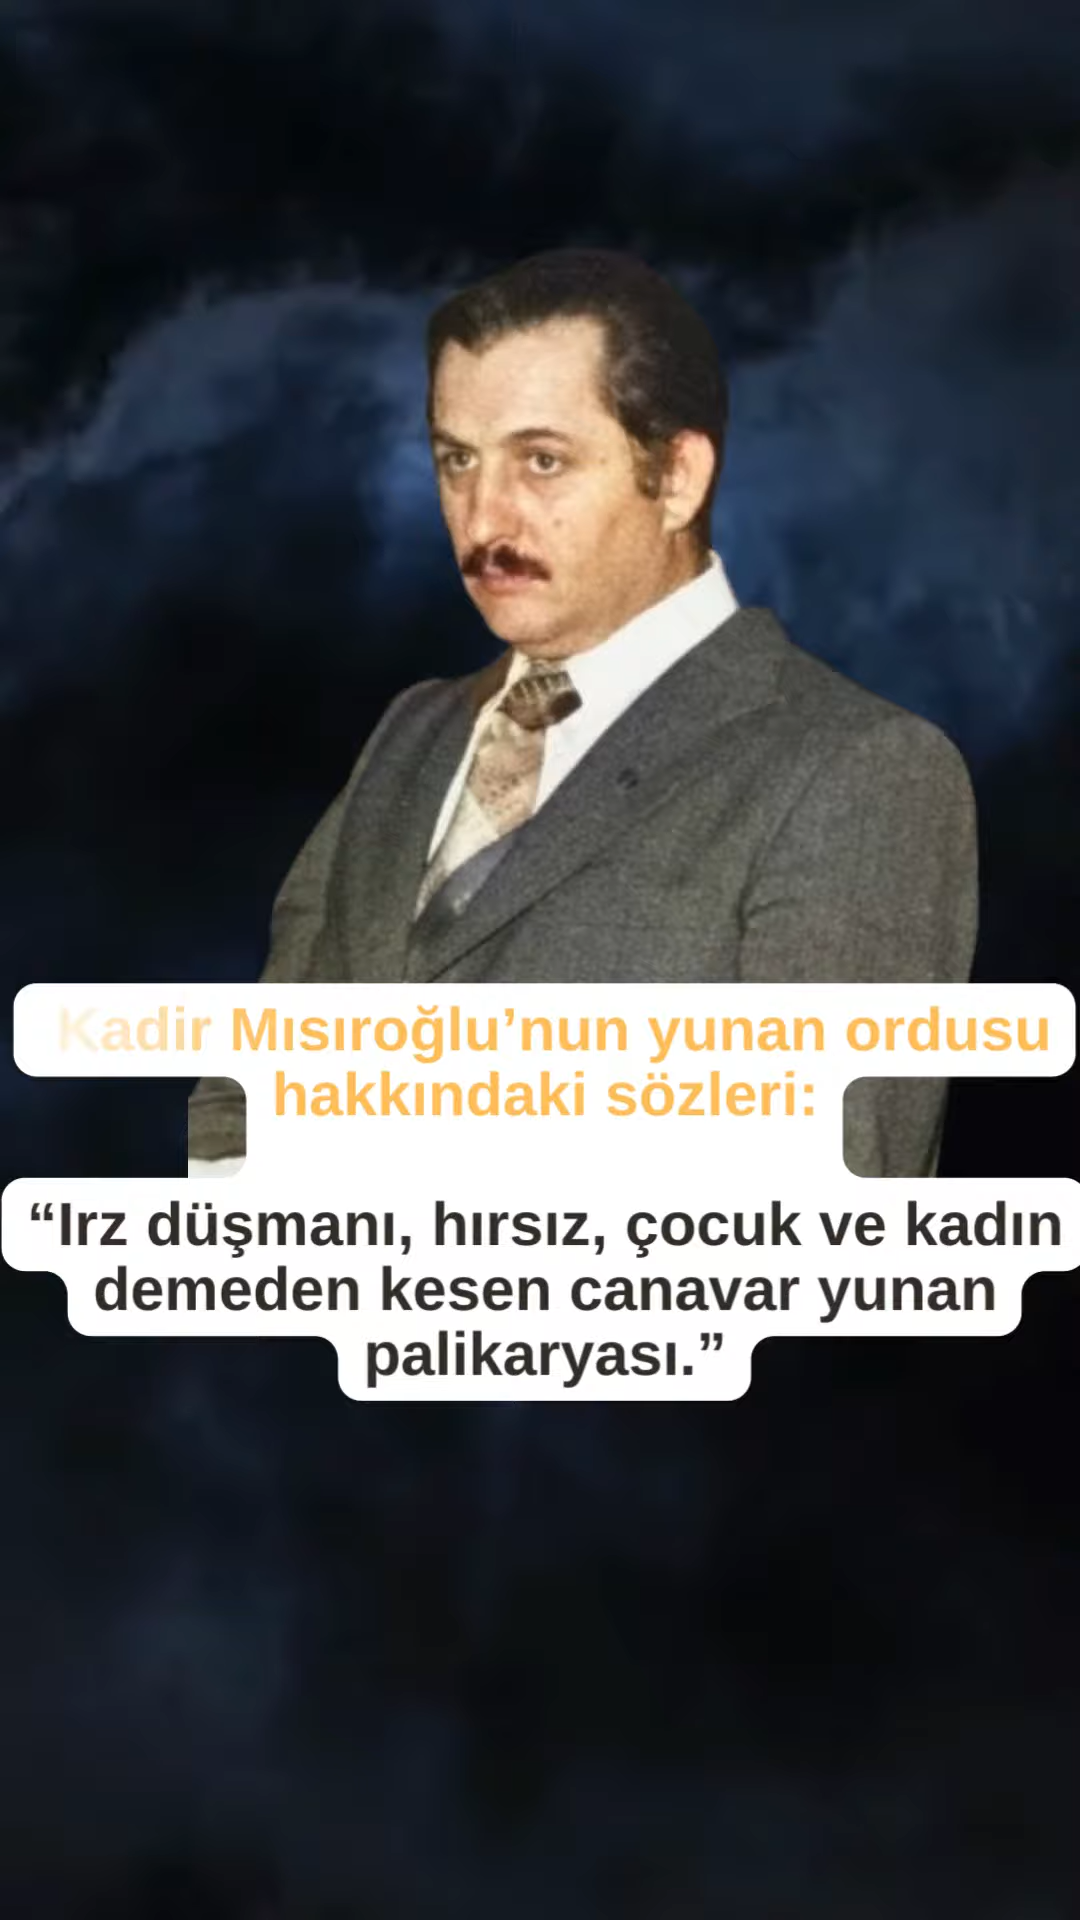 Kadir Mısıroğlu’nun yunan ordusu
hakkındaki sözleri:
“Irz düşmanı, hırsız, çocuk ve kadın
demeden kesen canavar yunan
palikaryası.”